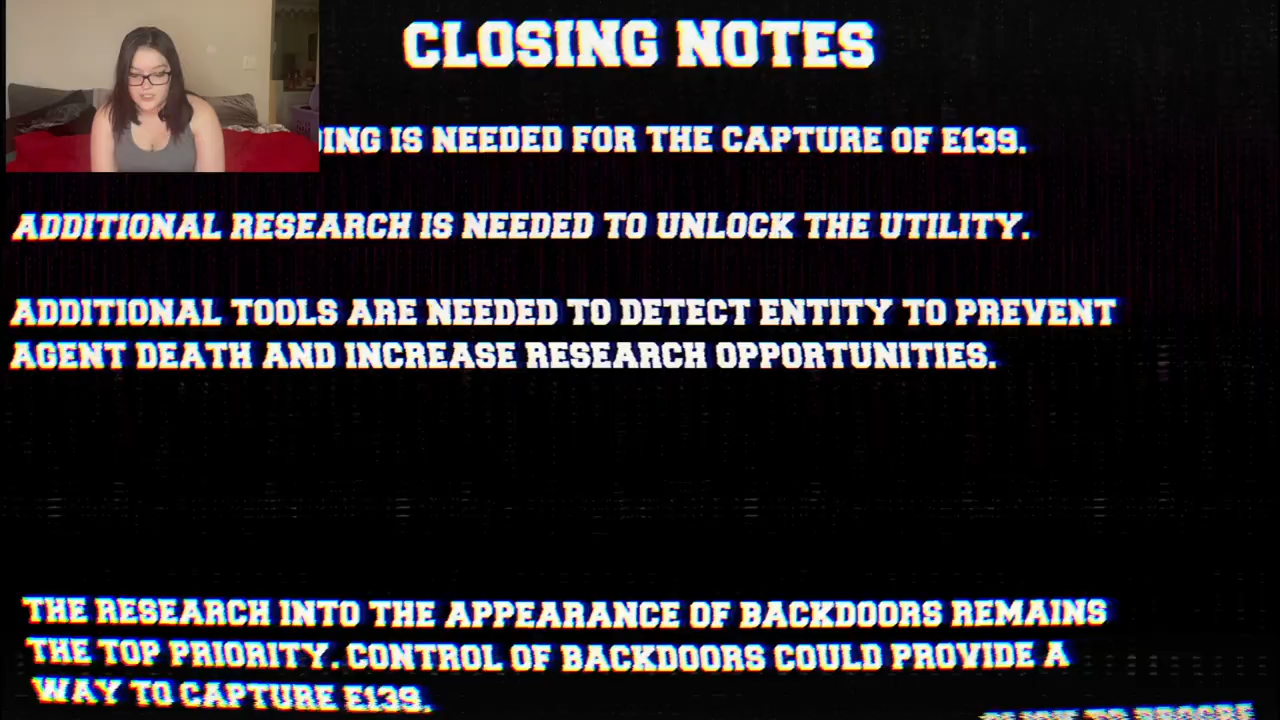 CLOSING NOTES
IS NEEDED FOR THE CAPTURE OF E139.
ADDITIONAL RESEARCH IS NEEDED TO UNLOCK THE UTILITY.
ADDITIONAL TOOLS ARE NEEDED TO DETECT ENTITY TO PREVENT
AGENT DEATH AND INCREASE RESEARCH OPPORTUNITIES.
THE RESEARCH INTO THE APPEARANCE OF BACKDOORS REMAINS
THE TOP PRIORITY. CONTROL OF BACKDOORS COULD PROVIDE A
WAY TO CAPTURE E139.